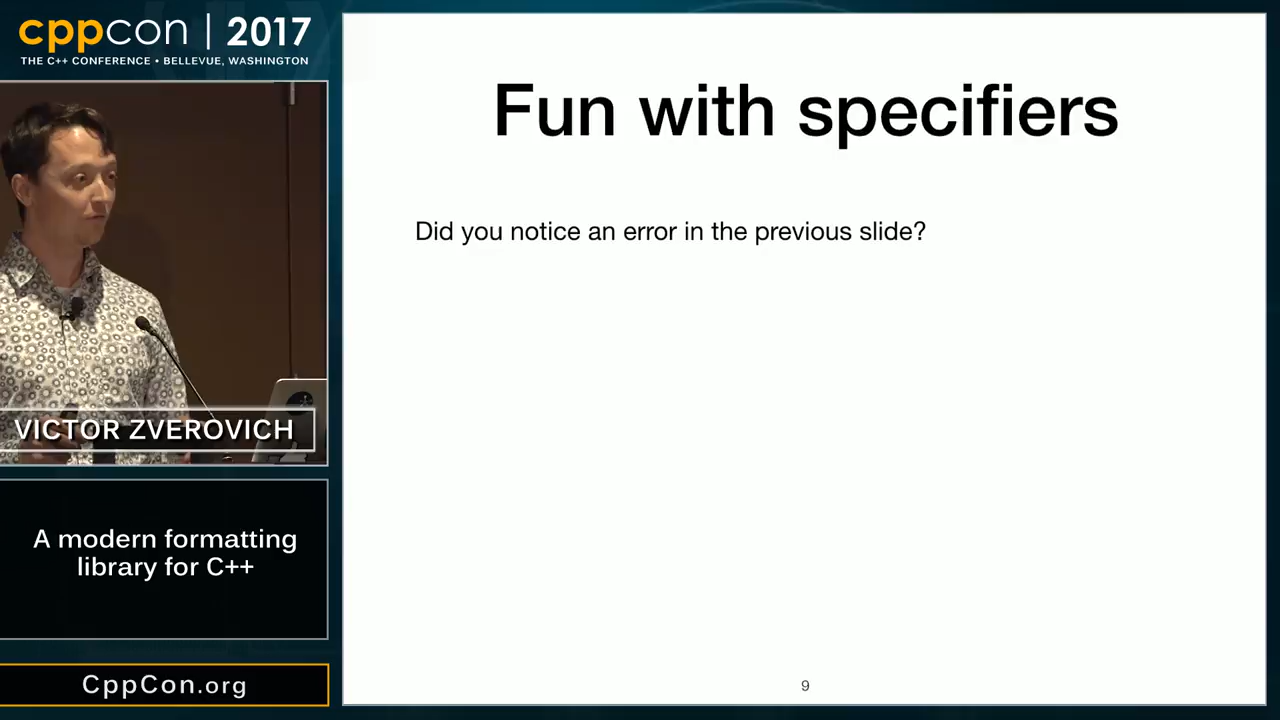 cppcon | 2017
THE C++ CONFERENCE • BELLEVUE, WASHINGTON
Fun with specifiers
Did you notice an error in the previous slide?
VICTOR ZVEROVICH
A modern formatting
library for C++
CppCon.org
9